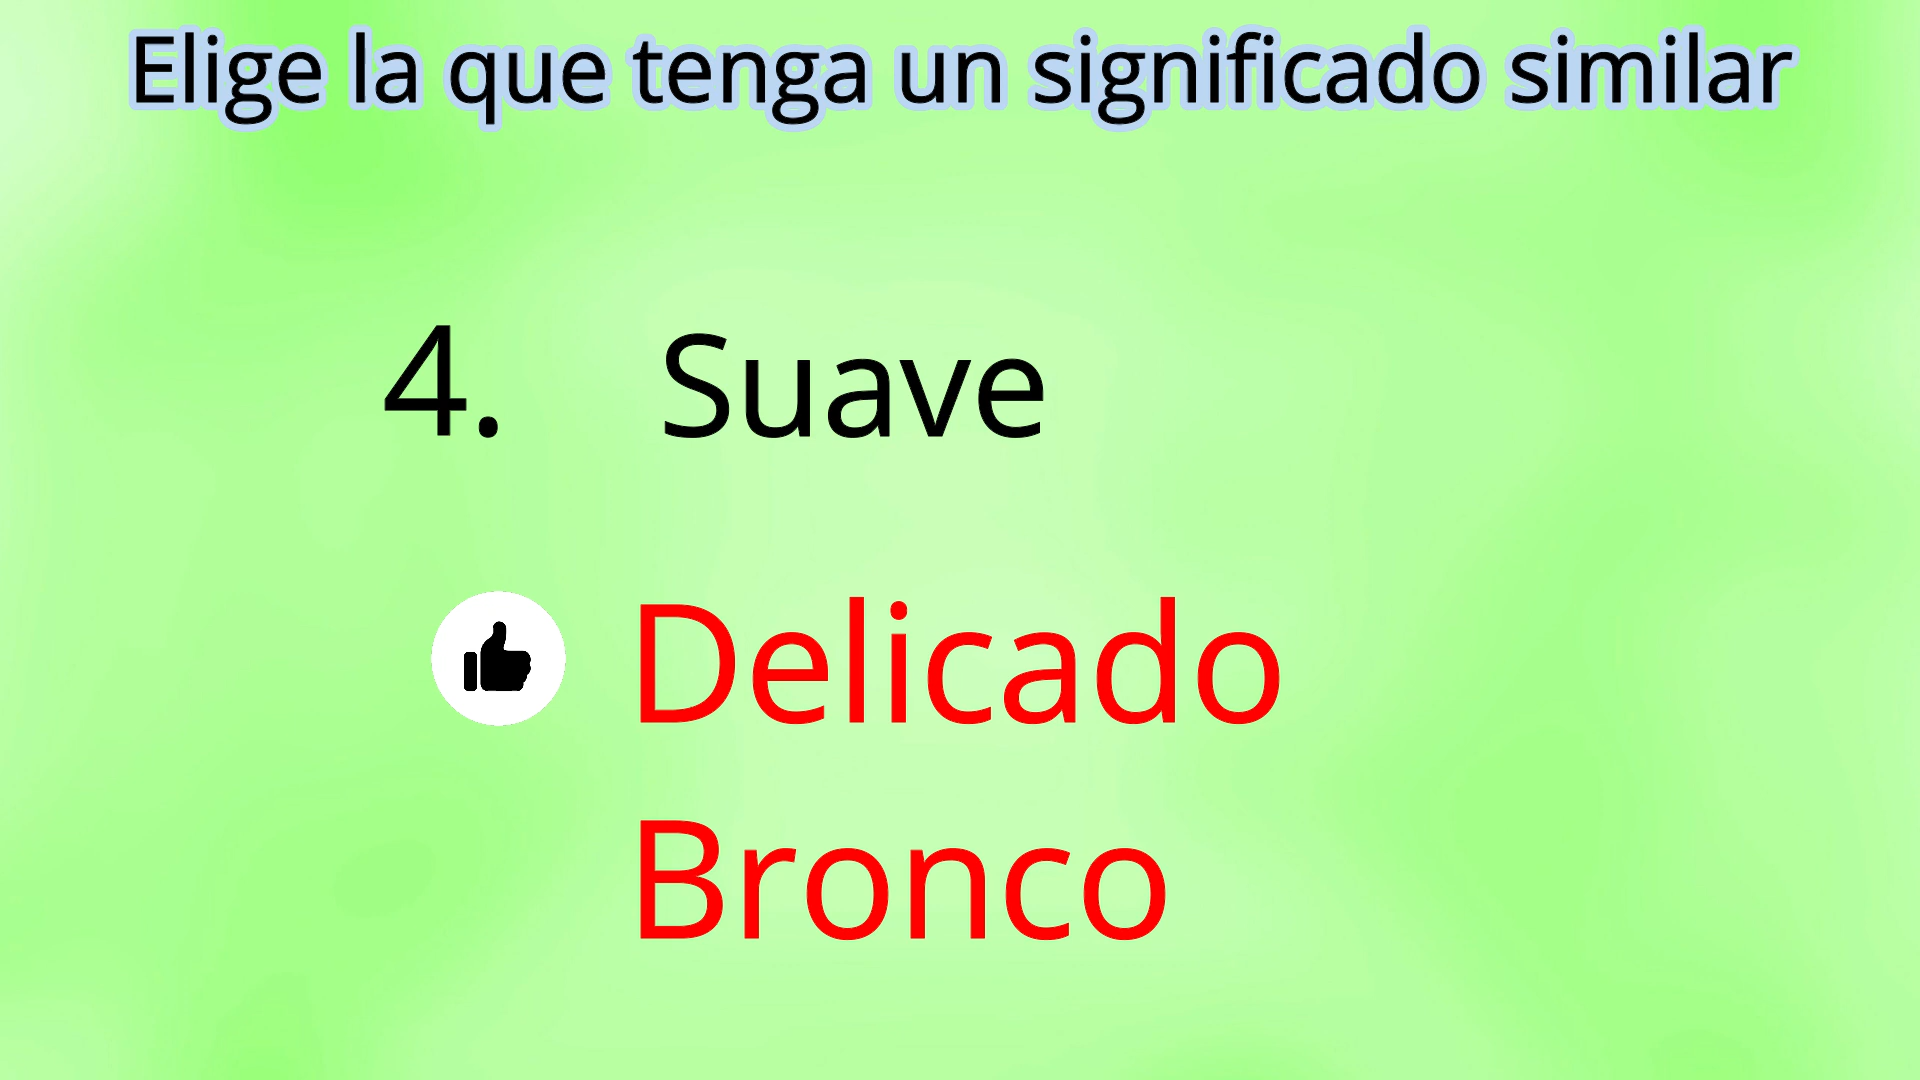 Elige la que tenga un significado similar
4. Suave
Delicado
Bronco